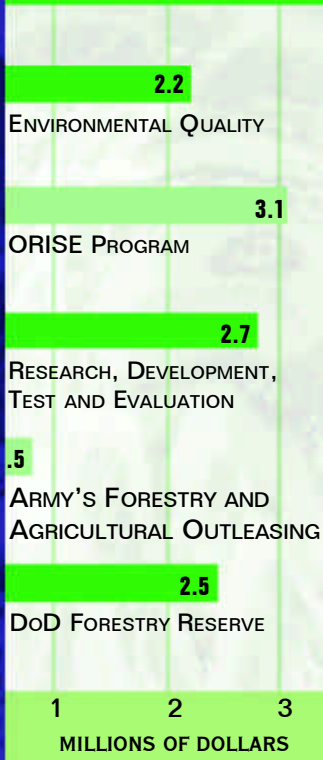 2.2
ENVIRONMENTAL QUALITY
3.1
ORISE PROGRAM
2.7
RESEARCH, DEVELOPMENT,
TEST AND EVALUATION
.5
ARMY'S FORESTRY AND
AGRICULTURAL OUTLEASING
2.5
DOD FORESTRY RESERVE
1 2 3
MILLIONS OF DOLLARS